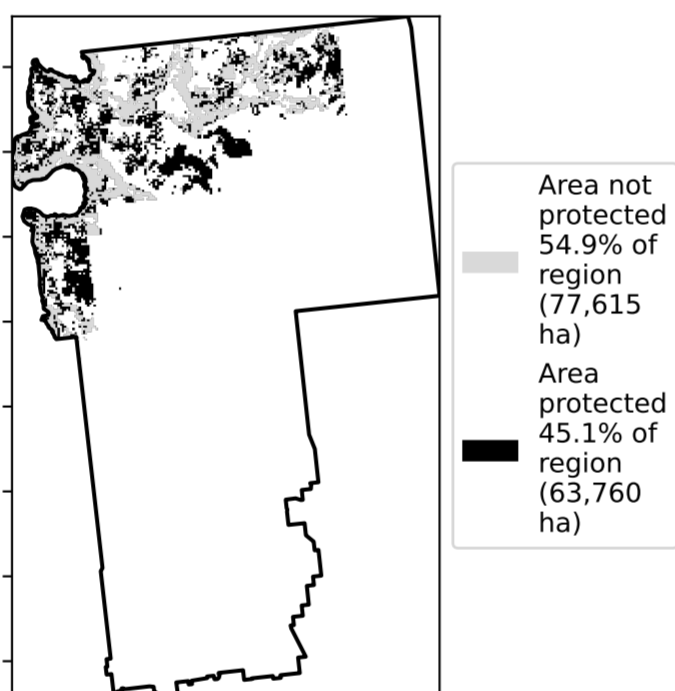 Area not
protected
54.9% of
region
(77,615
ha)
Area
protected
45.1% of
region
(63,760
ha)